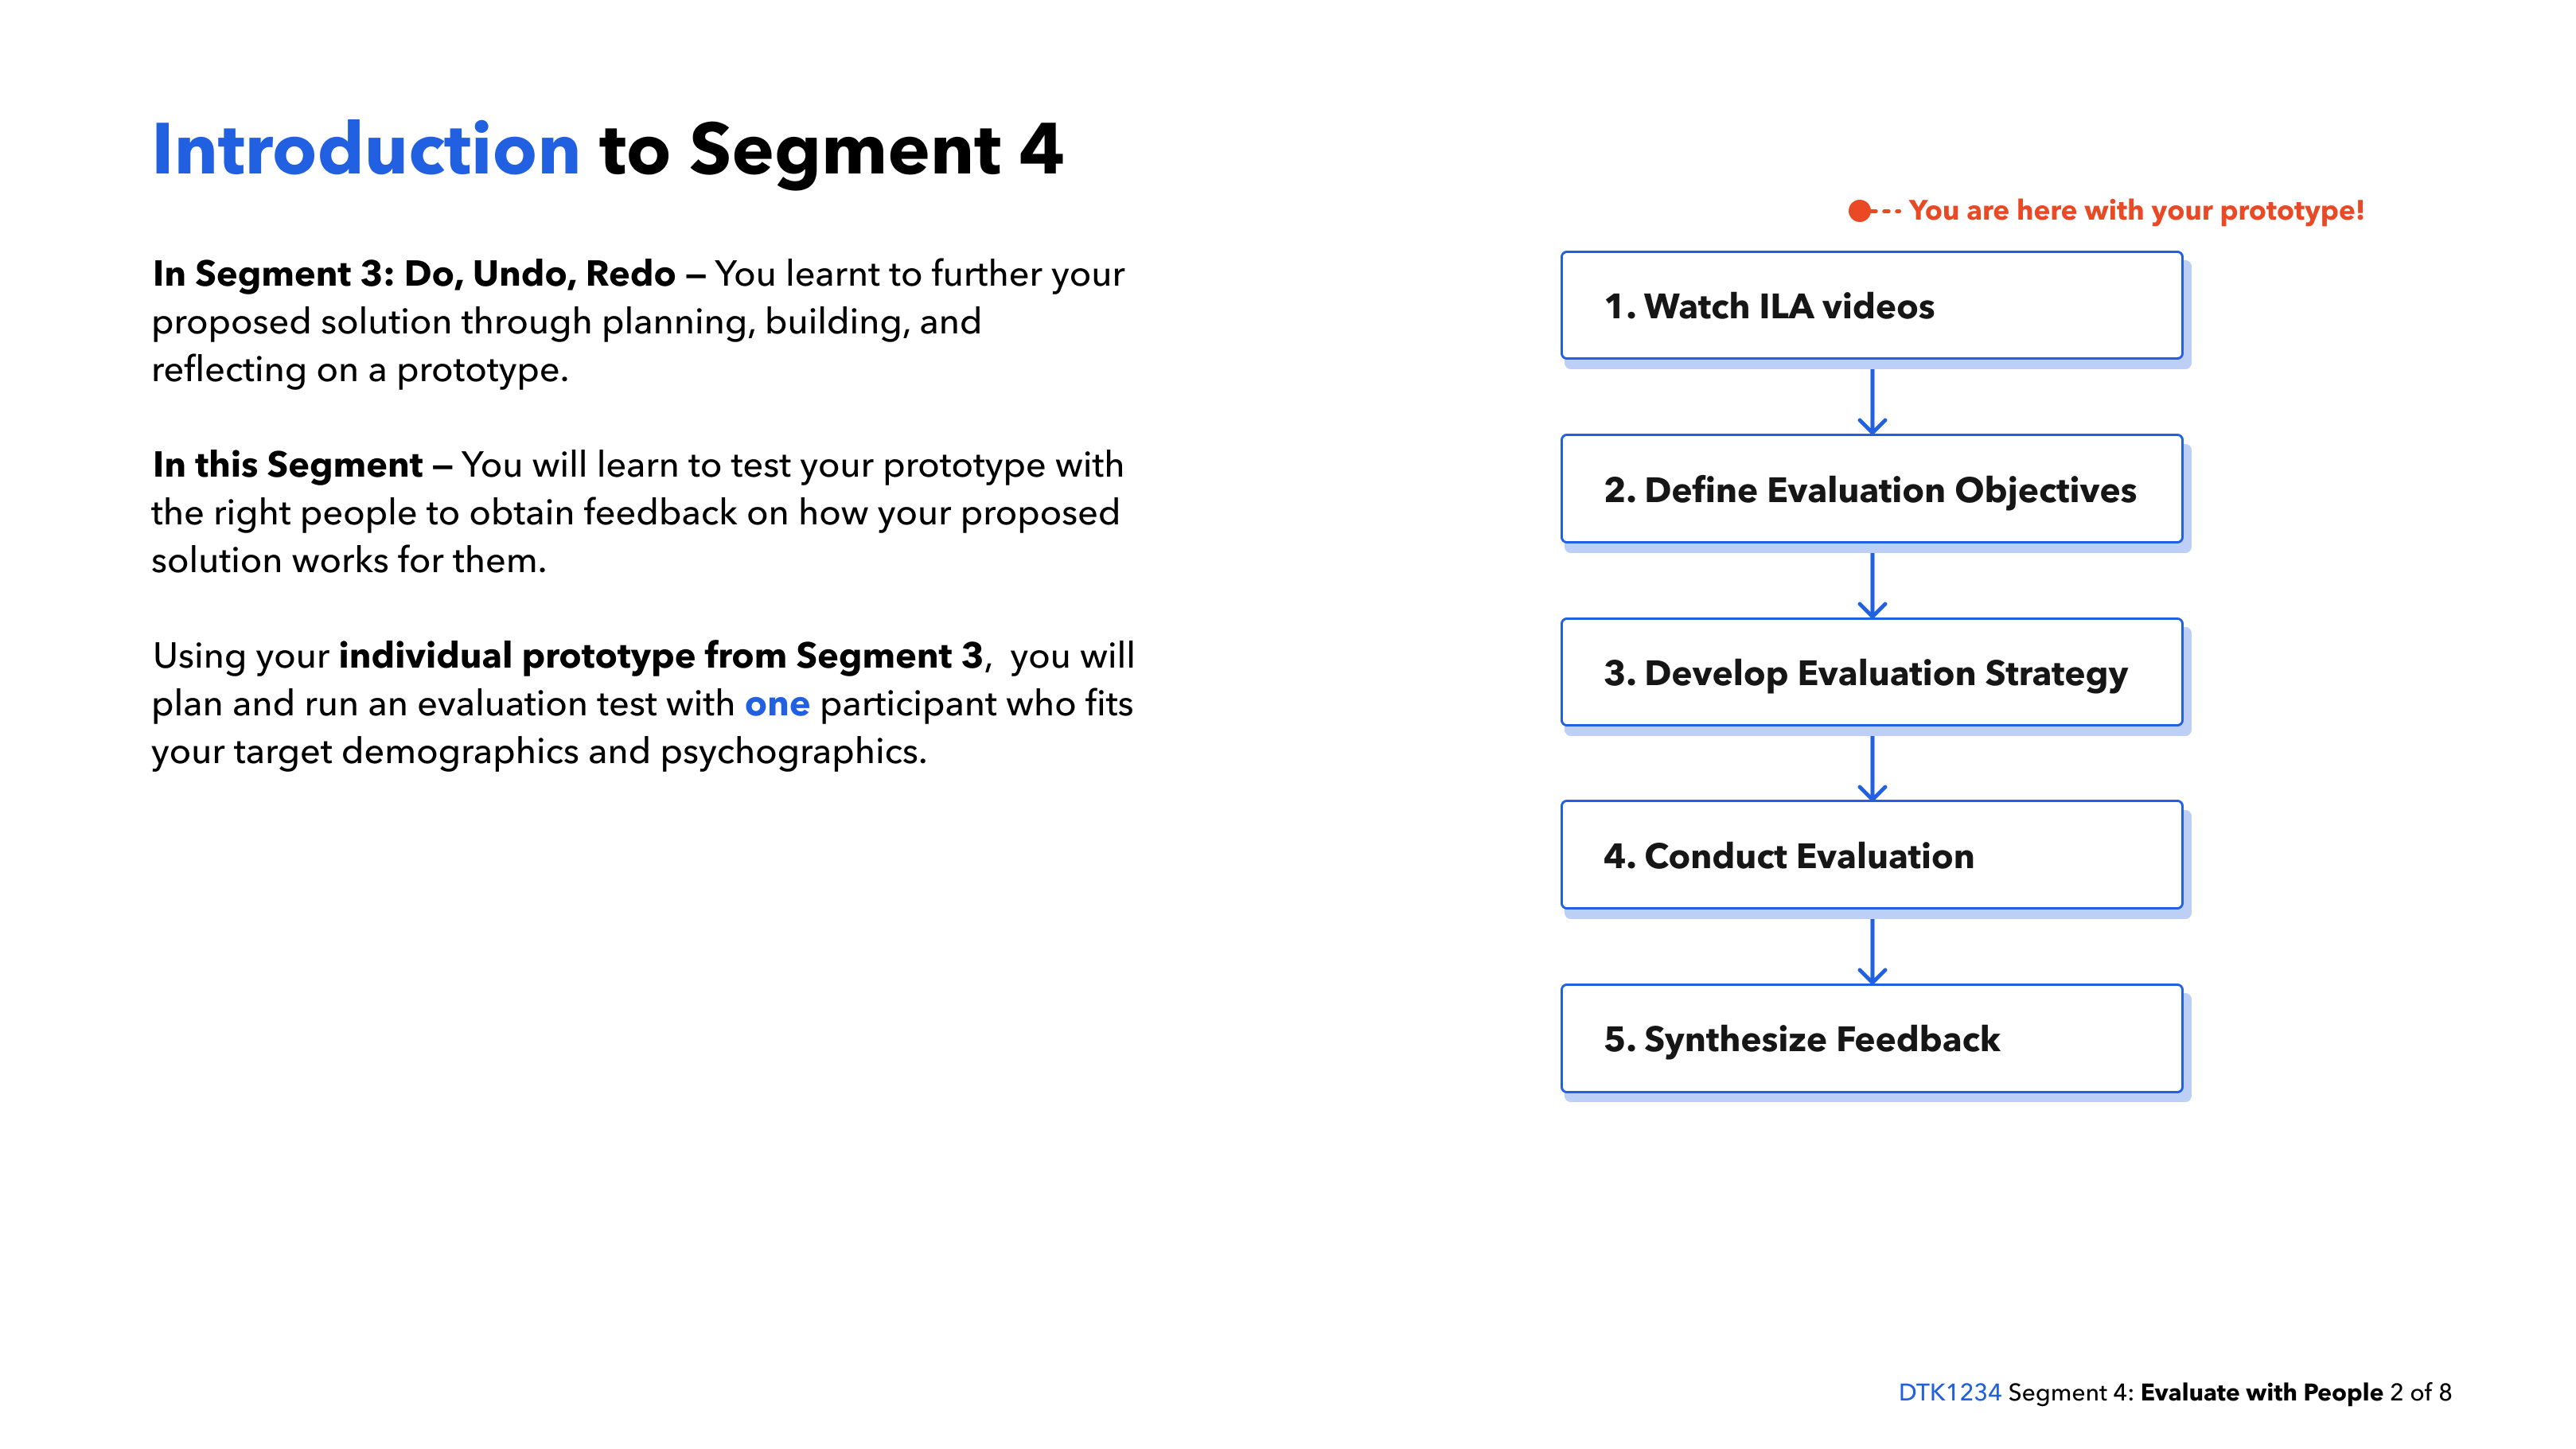 Introduction to Segment 4
In Segment 3: Do, Undo, Redo – You learnt to further your
proposed solution through planning, building, and
reflecting on a prototype.
In this Segment – You will learn to test your prototype with
the right people to obtain feedback on how your proposed
solution works for them.
Using your individual prototype from Segment 3,  you will
plan and run an evaluation test with one participant who fits
your target demographics and psychographics.
You are here with your prototype!
1. Watch ILA videos
2. Define Evaluation Objectives
3. Develop Evaluation Strategy
4. Conduct Evaluation
5. Synthesize Feedback
DTK1234 Segment 4: Evaluate with People 2 of 8